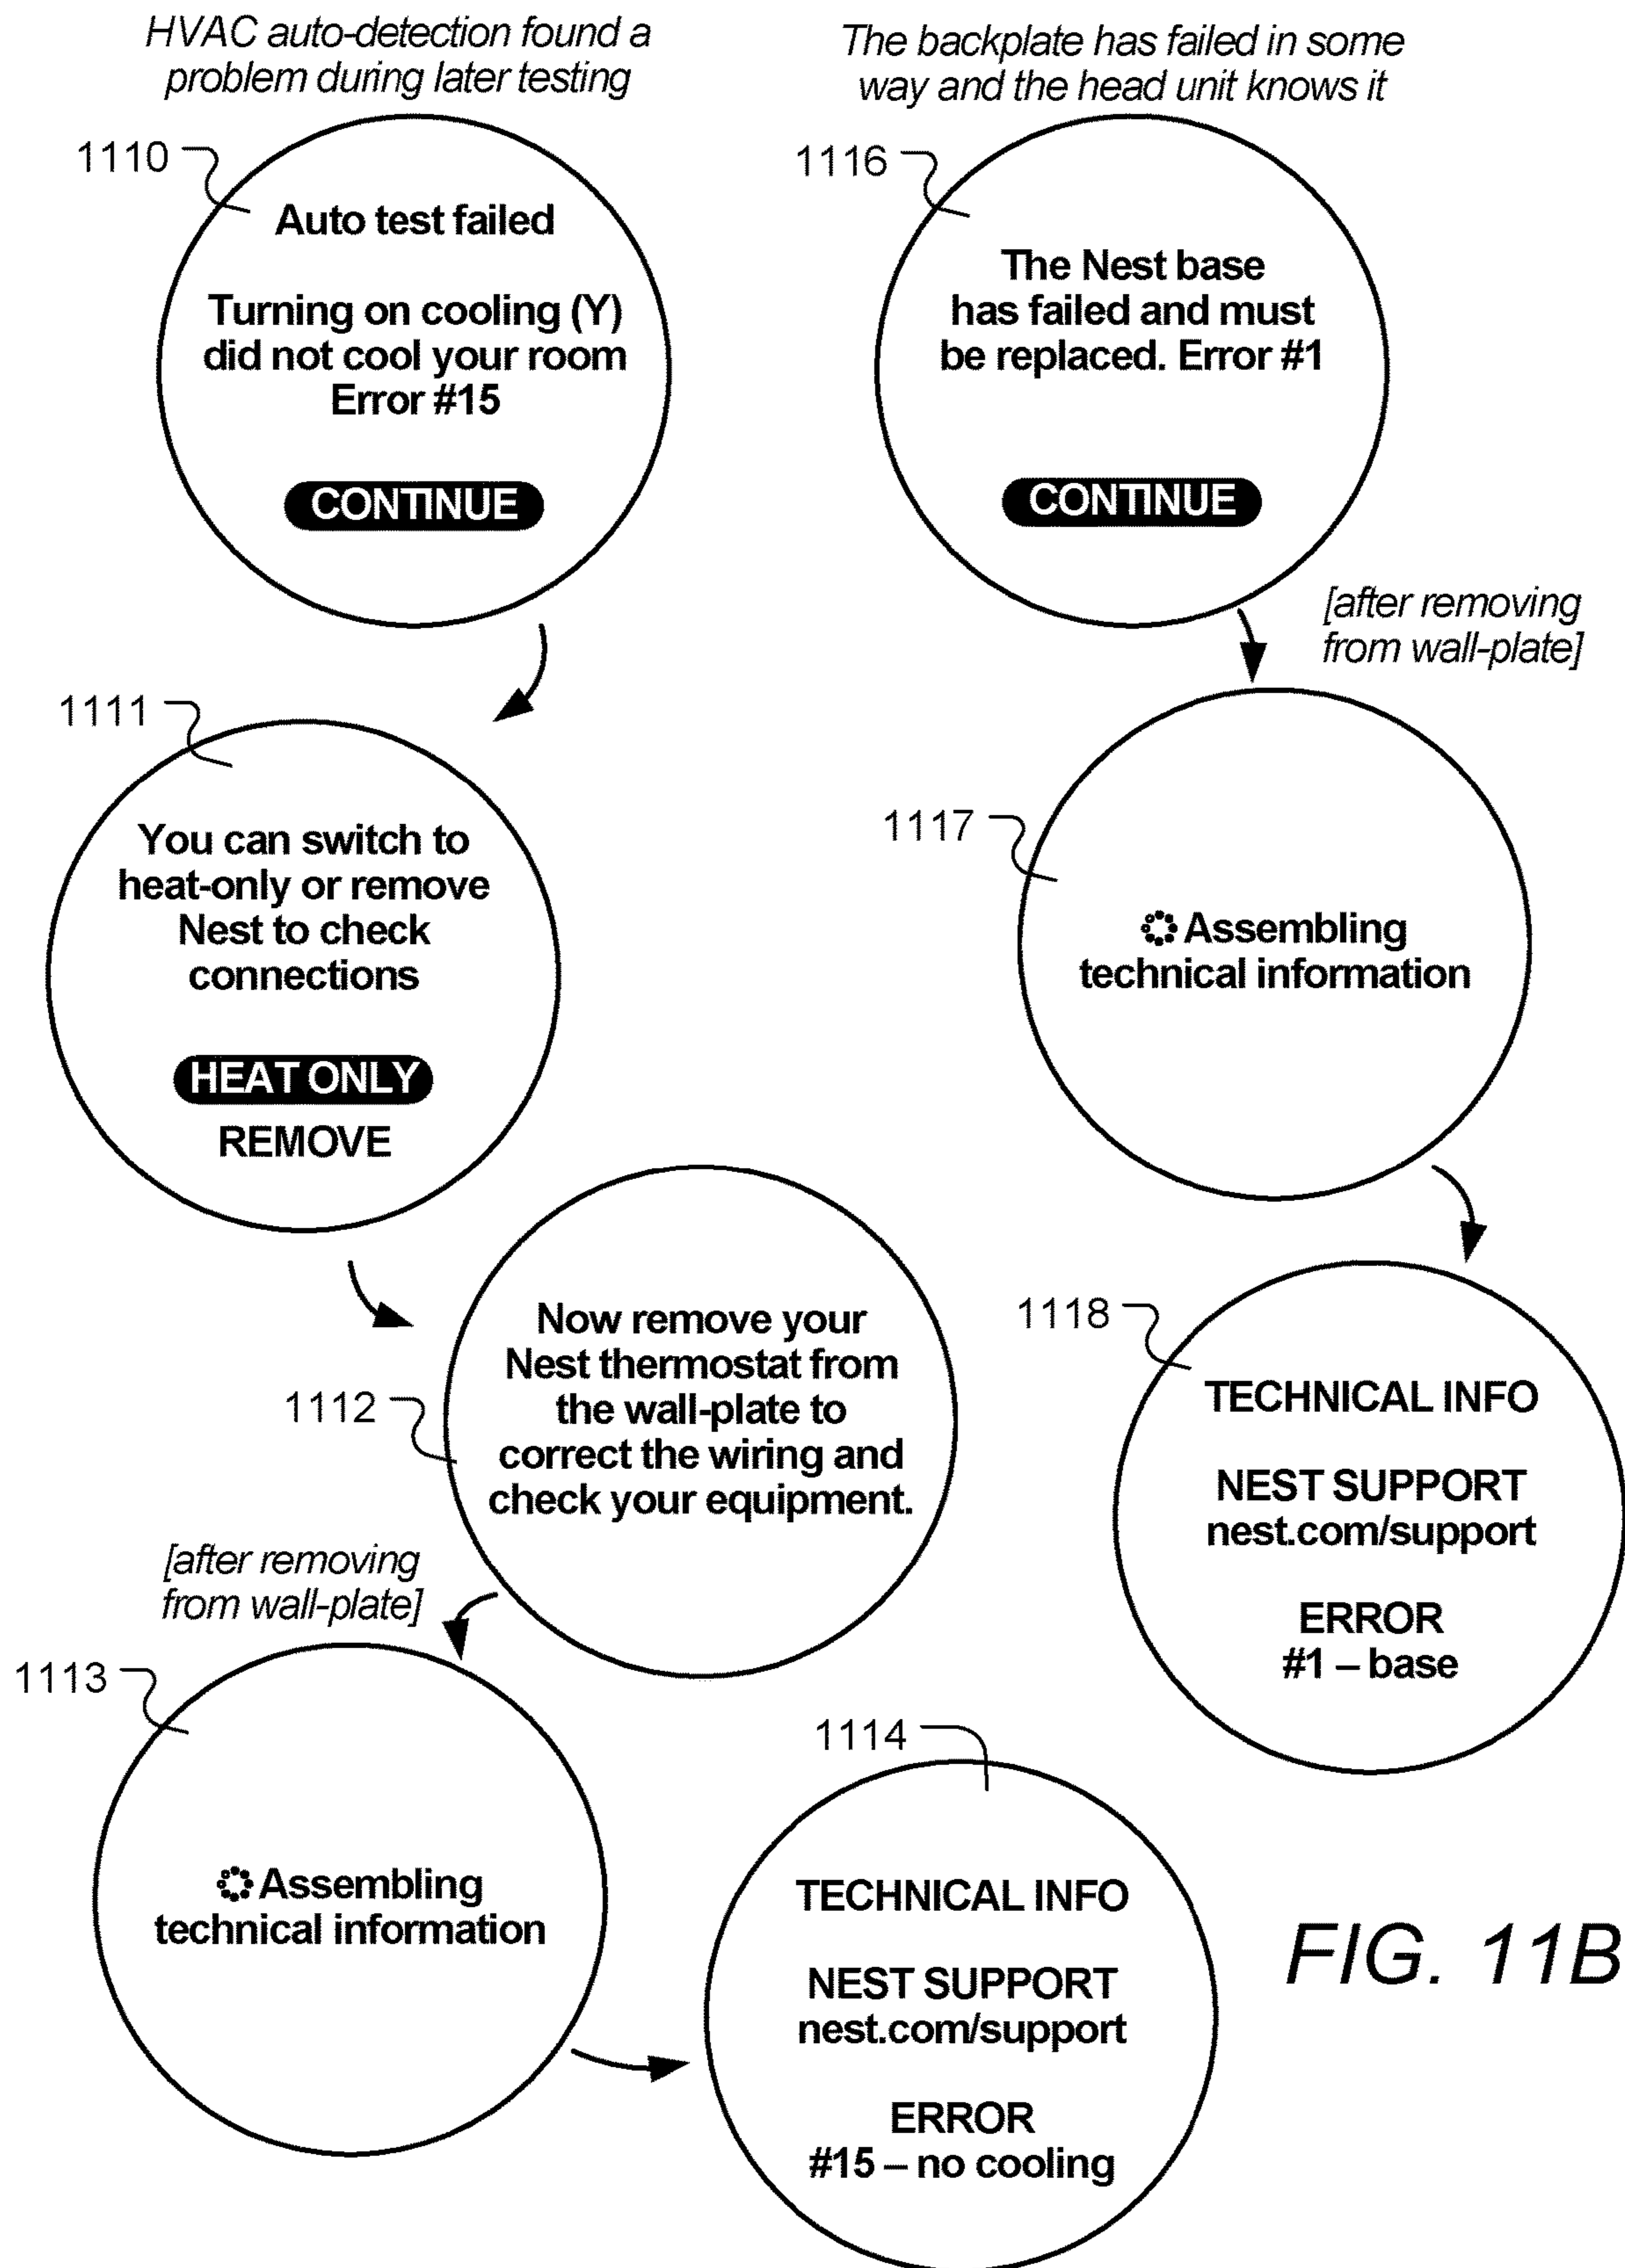 HVAC auto-detection found a
problem during later testing
1110
Auto test failed
Turning on cooling (Y)
did not cool your room
Error #15
CONTINUE
1111
You can switch to
heat-only or remove
Nest to check
connections
HEAT ONLY
REMOVE
1112
Now remove your
Nest thermostat from
the wall-plate to
correct the wiring and
check your equipment.
[after removing
from wall-plate]
1113
Assembling
technical information
1114
TECHNICAL INFO
NEST SUPPORT
nest.com/support
ERROR
#15 – no cooling
The backplate has failed in some
way and the head unit knows it
1116
The Nest base
has failed and must
be replaced. Error #1
CONTINUE
[after removing
from wall-plate]
1117
Assembling
technical information
1118
TECHNICAL INFO
NEST SUPPORT
nest.com/support
ERROR
#1 – base
FIG. 11B